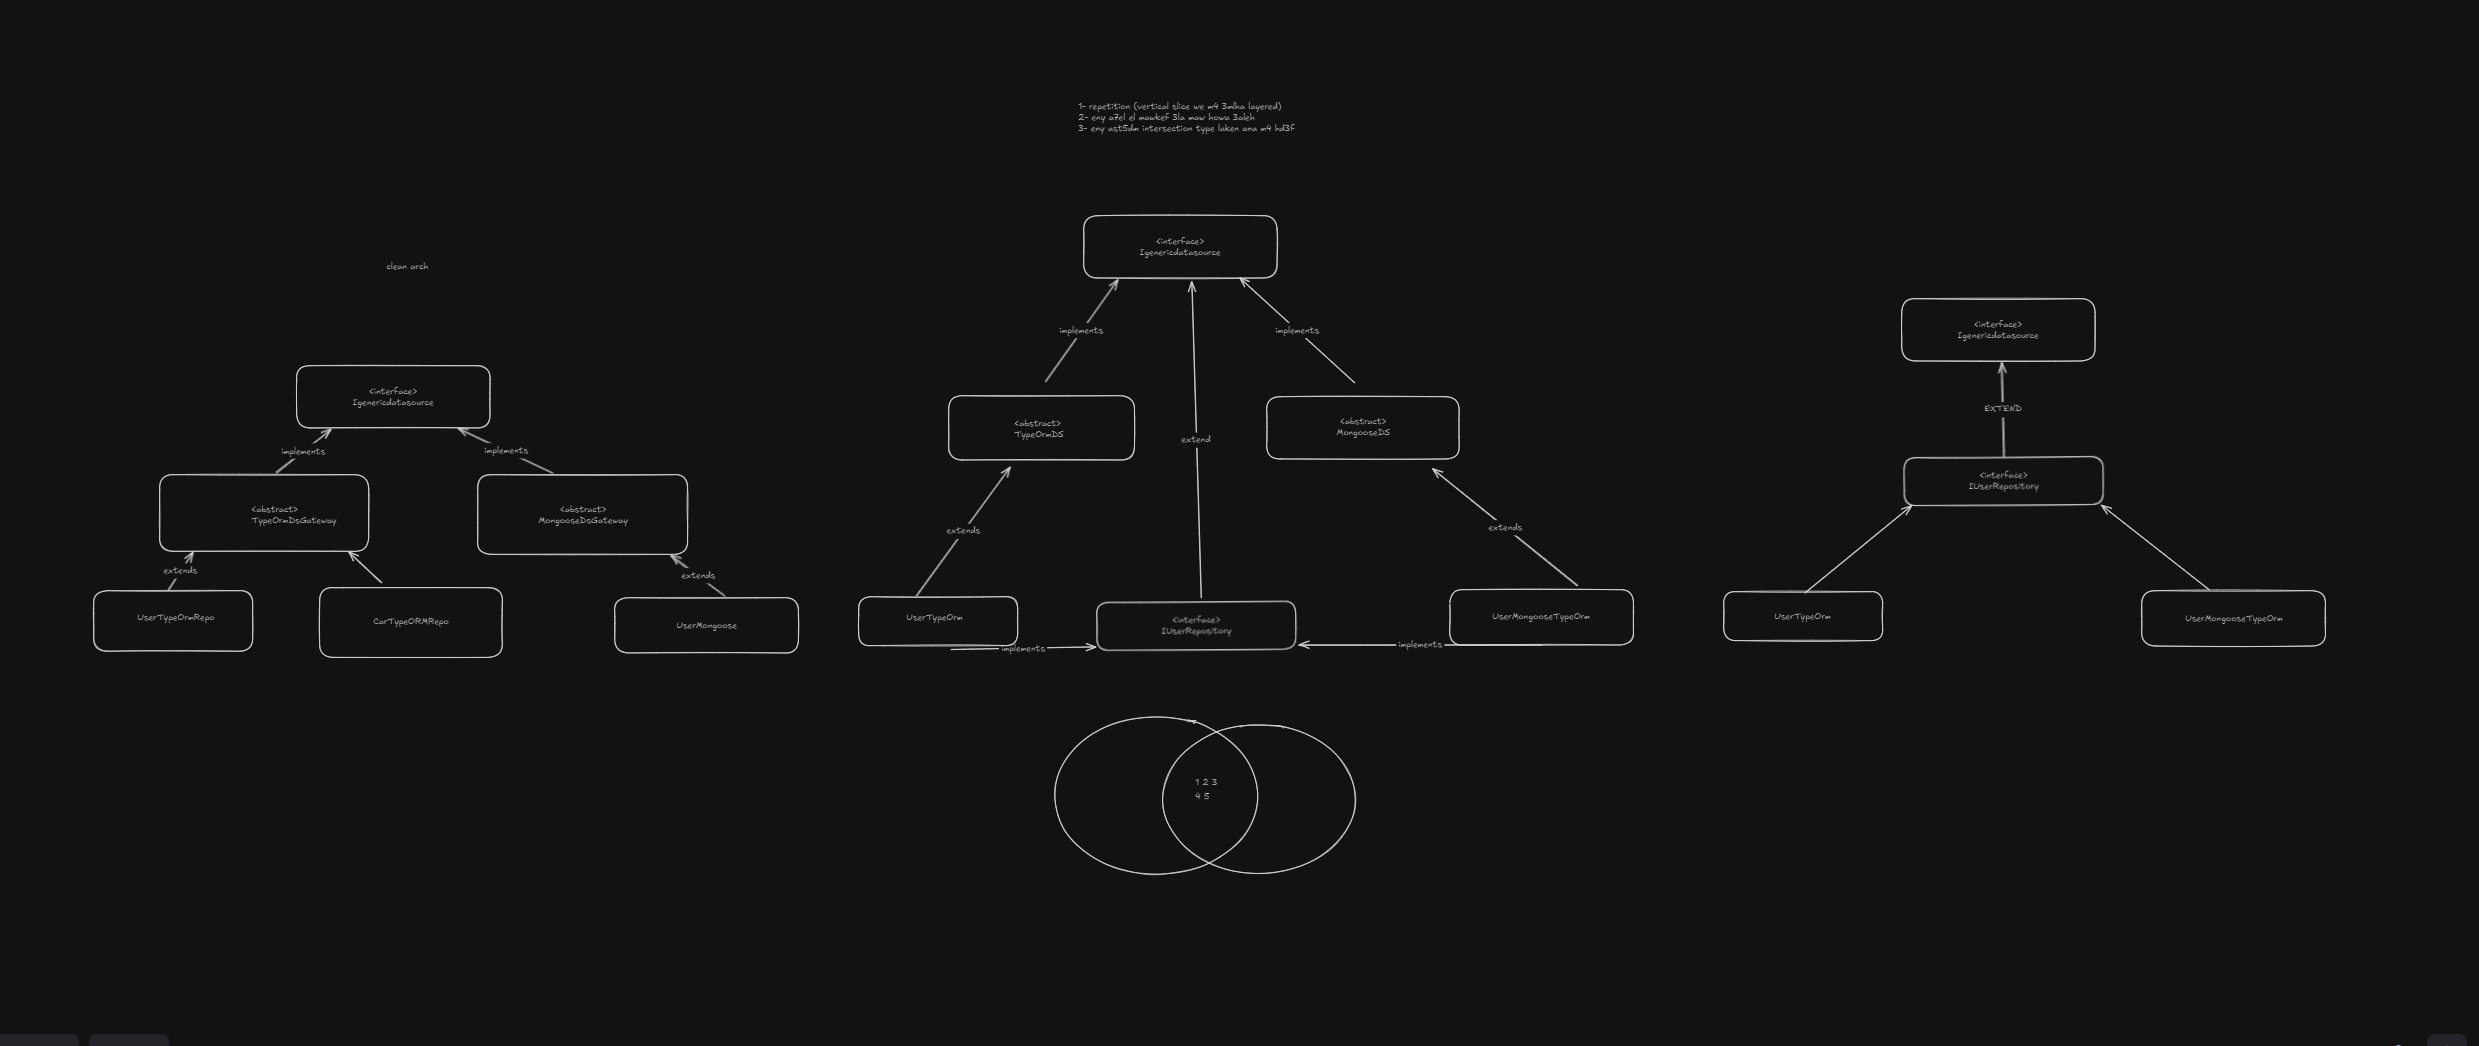 1- repetition (vertical slice we m4 3mlha layered)
2- eny a7el el mawkef 3la maw howa 3aleh
3- eny ast5dm intersection type laken ana m4 hd3f
clean arch
<interface>
Igenericdatasource
implements
implements
<abstract>
TypeOrmDsGateway
<abstract>
MongooseDsGateway
extends
extends
UserTypeOrmRepo
CarTypeORMRepo
UserMongoose
<interface>
Igenericdatasource
implements
implements
<abstract>
TypeOrmDS
extend
<abstract>
MongooseDS
extends
extends
UserTypeOrm
<interface>
IUserRepository
UserMongooseTypeOrm
implements
implements
1 2 3
4 5
<interface>
Igenericdatasource
EXTEND
<interface>
IUserRepository
UserTypeOrm
UserMongooseTypeOrm